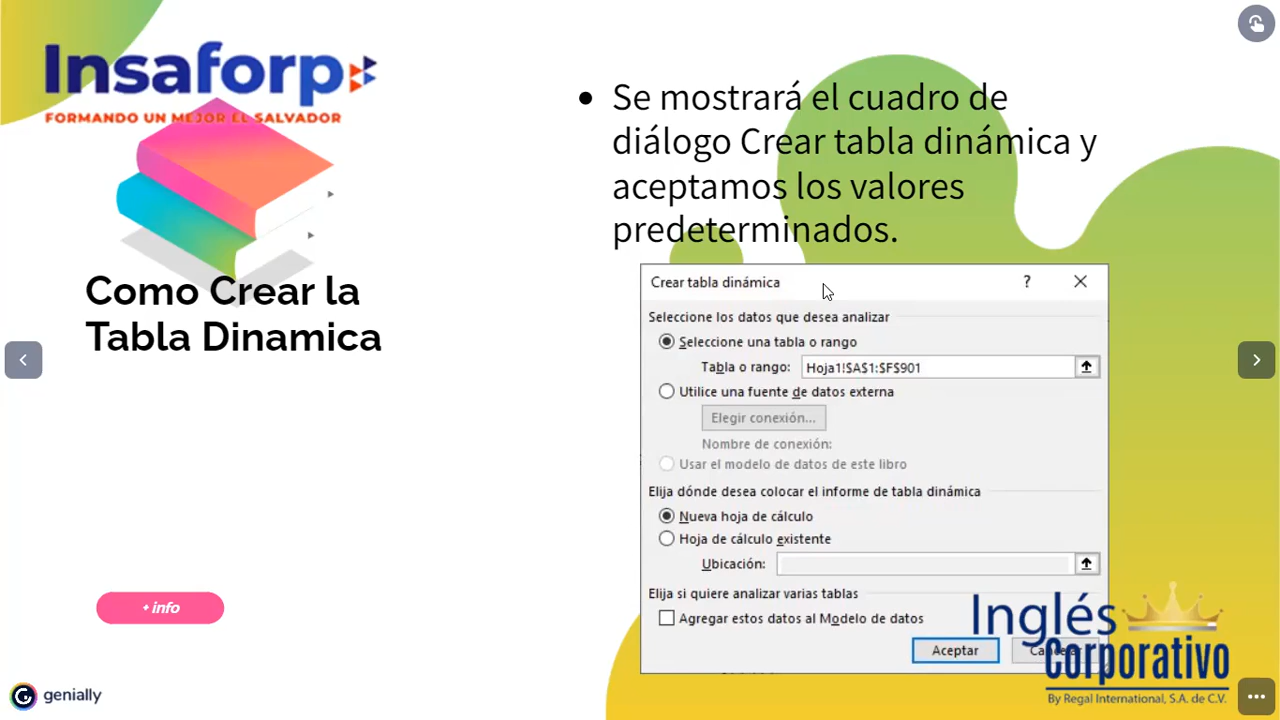 Insaforp
FORMANDO UN MEJOR EL SALVADOR
Como Crear la
Tabla Dinamica
+ info
genially
• Se mostrará el cuadro de
diálogo Crear tabla dinámica y
aceptamos los valores
predeterminados.
Crear tabla dinámica ?
Seleccione los datos que desea analizar
Seleccione una tabla o rango
Tabla o rango: Hoja1!$A$1:$F$901
Utilice una fuente de datos externa
Elegir conexión...
Nombre de conexión:
Usar el modelo de datos de este libro
Elija dónde desea colocar el informe de tabla dinámica
Nueva hoja de cálculo
Hoja de cálculo existente
Ubicación:
Elija si quiere analizar varias tablas
Agregar estos datos al Modelo de datos
Aceptar Cancelar
Inglés
Corporativo
By Regal International, S.A. de C.V.